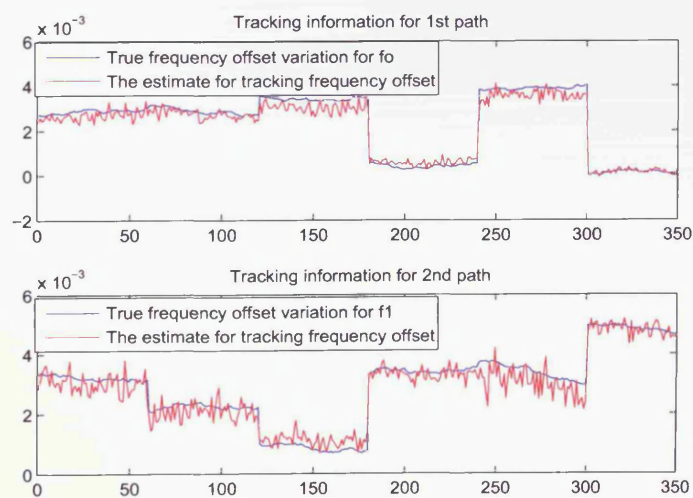 Tracking information for 1st path
x 10⁻³
6
True frequency offset variation for fo
The estimate for tracking frequency offset
4
2
0
−2
0 50 100 150 200 250 300 350
Tracking information for 2nd path
x 10⁻³
6
True frequency offset variation for f1
The estimate for tracking frequency offset
4
2
0
0 50 100 150 200 250 300 350